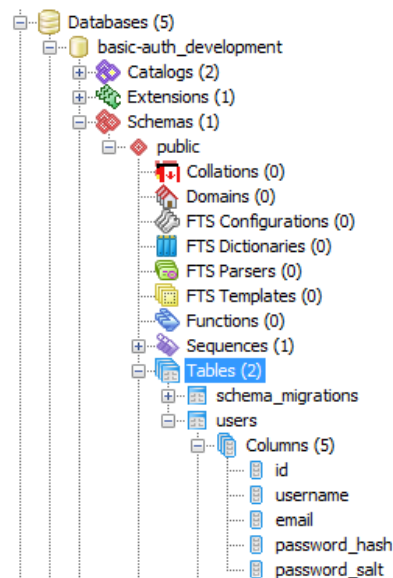 Databases (5)
basic-auth_development
Catalogs (2)
Extensions (1)
Schemas (1)
public
Collations (0)
Domains (0)
FTS Configurations (0)
FTS Dictionaries (0)
FTS Parsers (0)
FTS Templates (0)
Functions (0)
Sequences (1)
Tables (2)
schema_migrations
users
Columns (5)
id
username
email
password_hash
password_salt